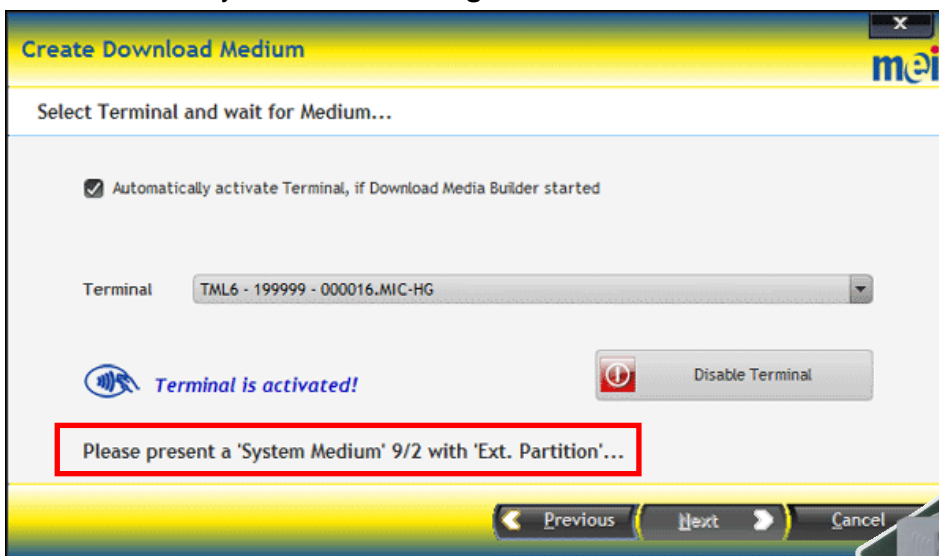 Create Download Medium
mei
Select Terminal and wait for Medium...
Automatically activate Terminal, if Download Media Builder started
Terminal TML6 - 199999 - 000016.MIC-HG
Terminal is activated! Disable Terminal
Please present a 'System Medium' 9/2 with 'Ext. Partition'...
Previous Next Cancel